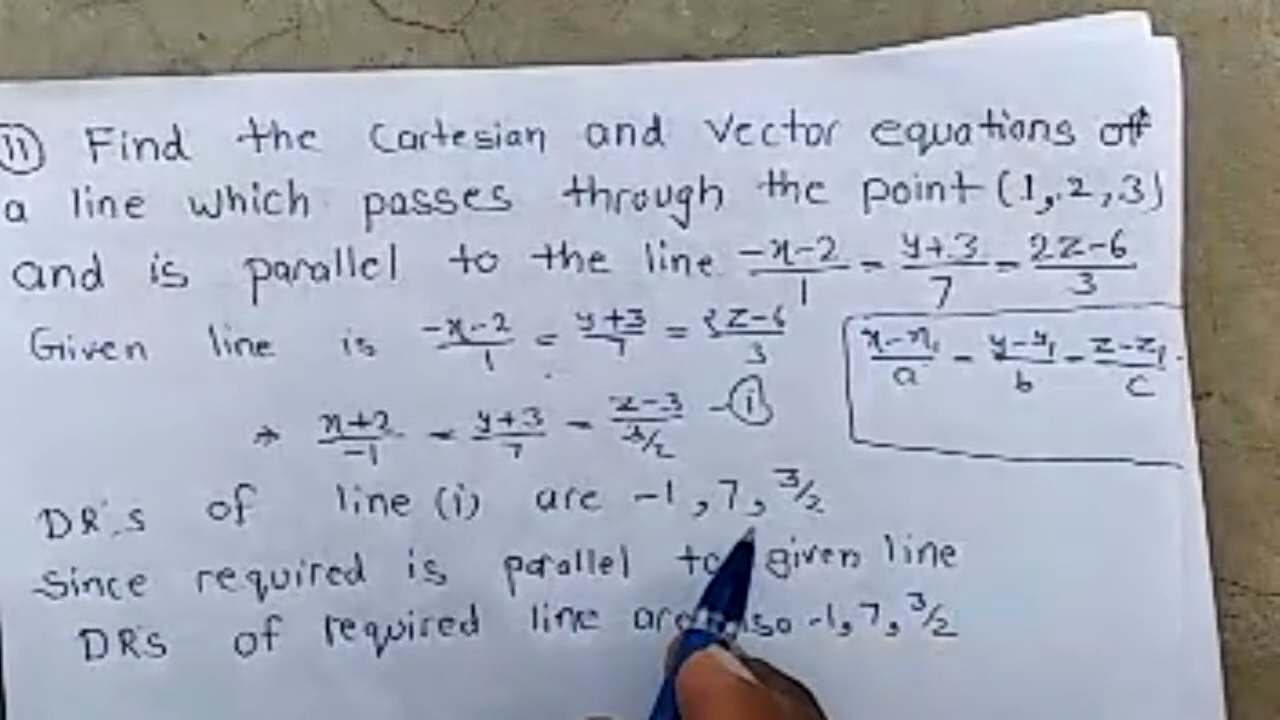 (11) Find the Cartesian and vector equations of
a line which passes through the point (1,2,3)
and is parallel to the line -x-2/1 = y+3/7 = 2z-6/3
Given line is -x-2/1 = y+3/7 = 2z-6/3
x-x₁/a = y-y₁/b = z-z₁/c
⇒ x+2/-1 = y+3/7 = z-3/3/2 -(i)
DR's of line (i) are -1, 7, 3/2
Since required is parallel to given line
DRS of required line are also -1, 7, 3/2